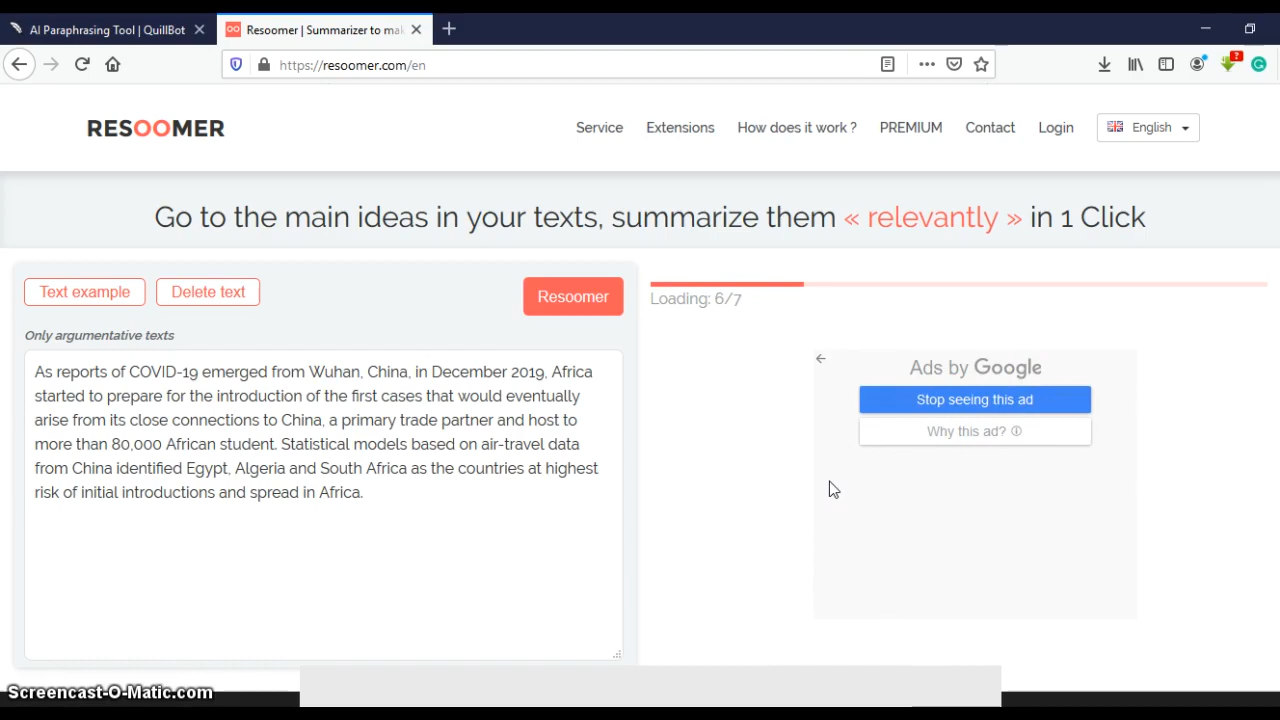 AI Paraphrasing Tool | QuillBot
Resoomer | Summarizer to mak
https://resoomer.com/en
?
RESOOMER
Service
Extensions
How does it work ?
PREMIUM
Contact
Login
English
Go to the main ideas in your texts, summarize them « relevantly » in 1 Click
Text example
Delete text
Resoomer
Only argumentative texts
As reports of COVID-19 emerged from Wuhan, China, in December 2019, Africa
started to prepare for the introduction of the first cases that would eventually
arise from its close connections to China, a primary trade partner and host to
more than 80,000 African student. Statistical models based on air-travel data
from China identified Egypt, Algeria and South Africa as the countries at highest
risk of initial introductions and spread in Africa.
Loading: 6/7
Ads by Google
Stop seeing this ad
Why this ad?
Screencast-O-Matic.com